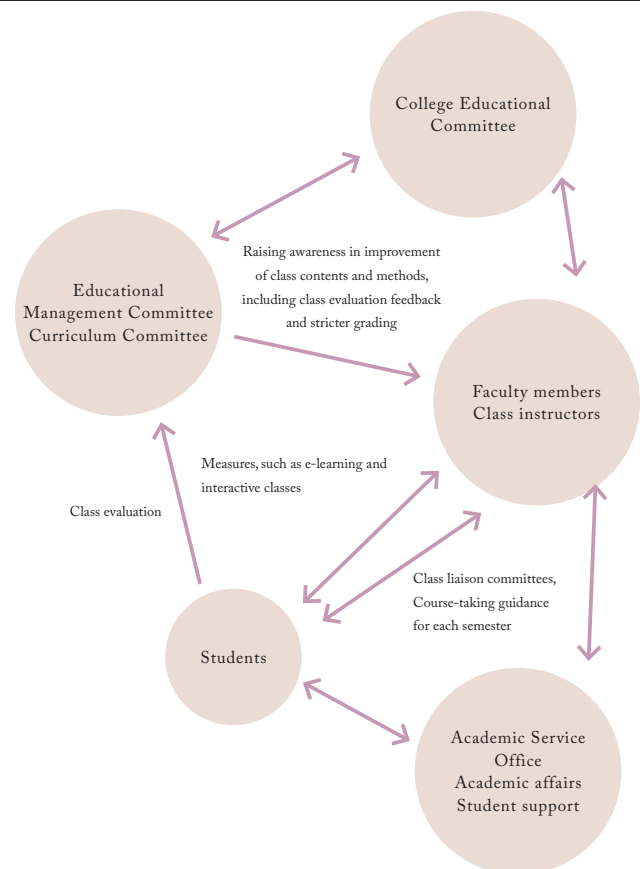 College Educational
Committee
Raising awareness in improvement
of class contents and methods,
including class evaluation feedback
and stricter grading
Educational
Management Committee
Curriculum Committee
Faculty members
Class instructors
Measures, such as e-learning and
interactive classes
Class evaluation
Class liaison committees,
Course-taking guidance
for each semester
Students
Academic Service
Office
Academic affairs
Student support